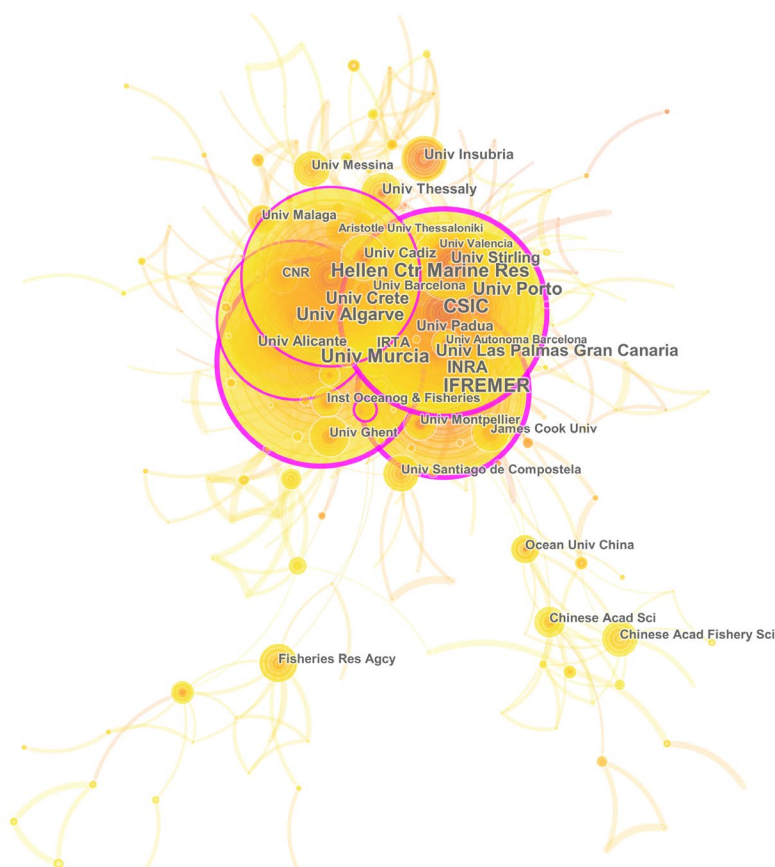 Univ Insubria
Univ Messina
Univ Thessaly
Univ Malaga
Aristotle Univ Thessaloniki
Univ Valencia
Univ Cadiz
Univ Stirling
CNR
Hellen Ctr Marine Res
Univ Barcelona
Univ Porto
Univ Crete
CSIC
Univ Algarve
Univ Padua
Univ Alicante
IRTA
Univ Autonoma Barcelona
Univ Murcia
Univ Las Palmas Gran Canaria
INRA
IFREMER
Inst Oceanog & Fisheries
Univ Montpellier
Univ Ghent
James Cook Univ
Univ Santiago de Compostela
Ocean Univ China
Chinese Acad Sci
Chinese Acad Fishery Sci
Fisheries Res Agcy